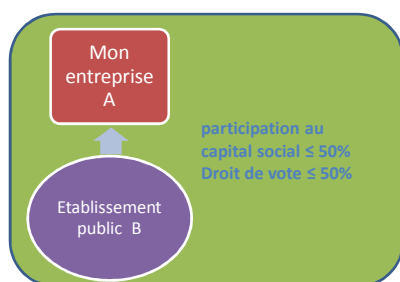 Mon
entreprise
A
participation au
capital social ≤ 50%
Droit de vote ≤ 50%
Etablissement
public B